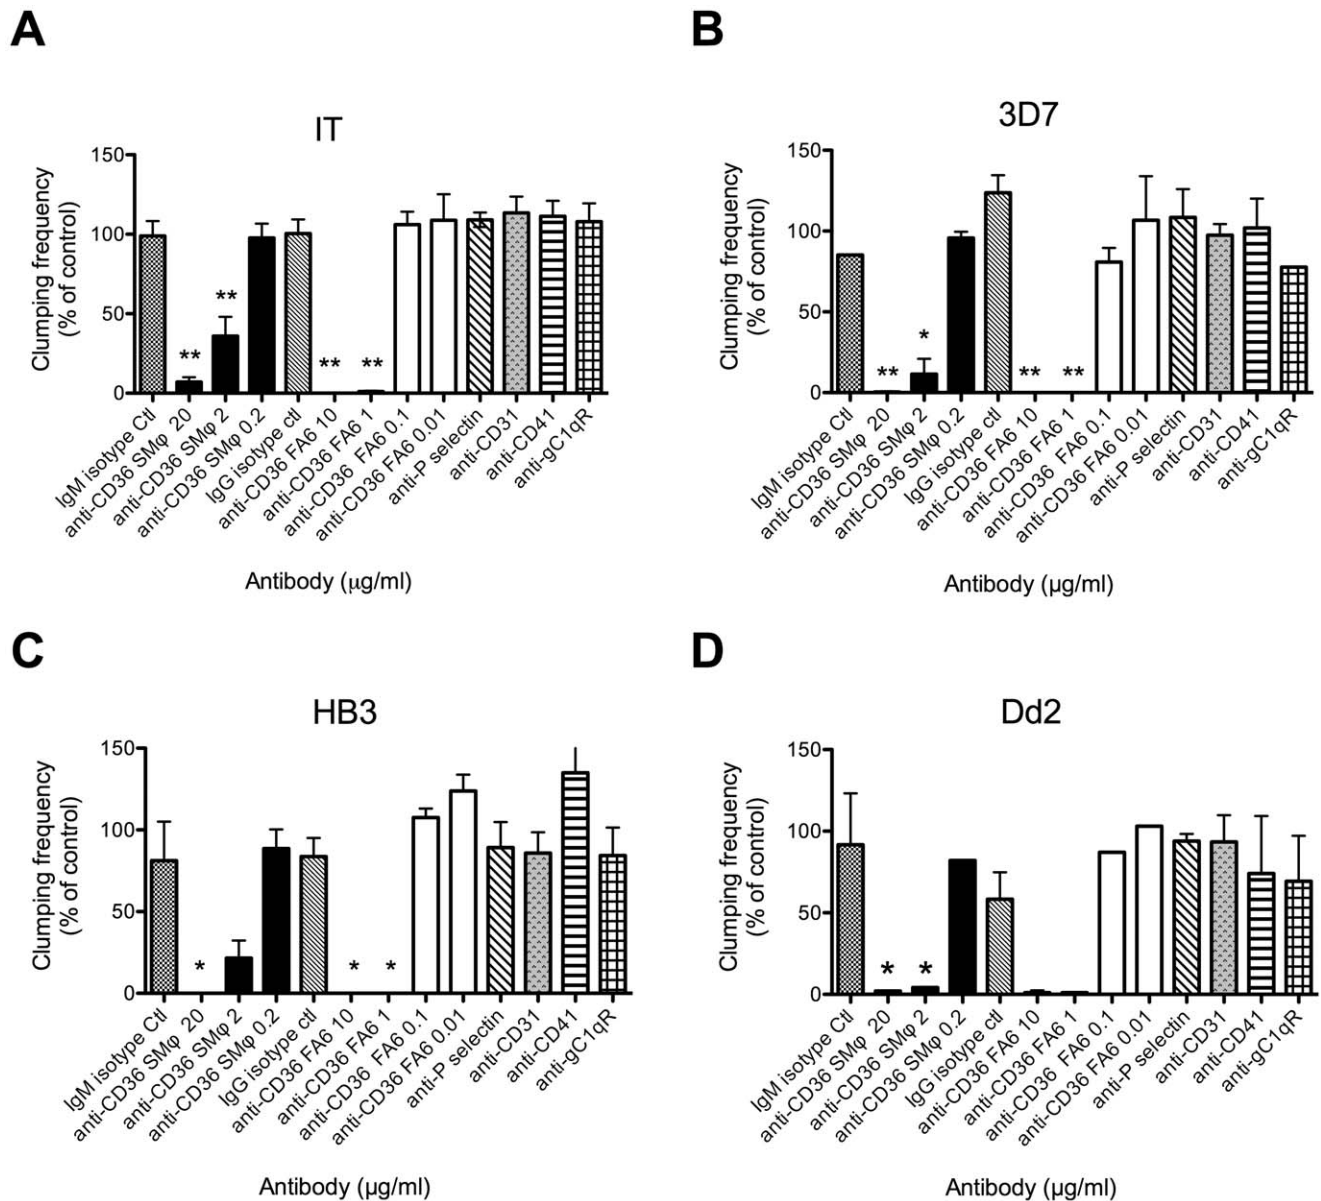 A
IT
Clumping frequency
(% of control)
150
100
50
0
**
**
**
**
IgM isotype Ctl
anti-CD36 SMφ 20
anti-CD36 SMφ 2
anti-CD36 SMφ 0.2
IgG isotype ctl
anti-CD36 FA6 10
anti-CD36 FA6 1
anti-CD36 FA6 0.1
anti-CD36 FA6 0.01
anti-P selectin
anti-CD31
anti-CD41
anti-gC1qR
Antibody (μg/ml)
B
3D7
Clumping frequency
(% of control)
150
100
50
0
**
*
**
**
IgM isotype Ctl
anti-CD36 SMφ 20
anti-CD36 SMφ 2
anti-CD36 SMφ 0.2
IgG isotype ctl
anti-CD36 FA6 10
anti-CD36 FA6 1
anti-CD36 FA6 0.1
anti-CD36 FA6 0.01
anti-P selectin
anti-CD31
anti-CD41
anti-gC1qR
Antibody (µg/ml)
C
HB3
Clumping frequency
(% of control)
150
100
50
0
*
*
*
IgM isotype Ctl
anti-CD36 SMφ 20
anti-CD36 SMφ 2
anti-CD36 SMφ 0.2
IgG isotype ctl
anti-CD36 FA6 10
anti-CD36 FA6 1
anti-CD36 FA6 0.1
anti-CD36 FA6 0.01
anti-P selectin
anti-CD31
anti-CD41
anti-gC1qR
Antibody (µg/ml)
D
Dd2
Clumping frequency
(% of control)
150
100
50
0
*
*
IgM isotype Ctl
anti-CD36 SMφ 20
anti-CD36 SMφ 2
anti-CD36 SMφ 0.2
IgG isotype ctl
anti-CD36 FA6 10
anti-CD36 FA6 1
anti-CD36 FA6 0.1
anti-CD36 FA6 0.01
anti-P selectin
anti-CD31
anti-CD41
anti-gC1qR
Antibody (µg/ml)